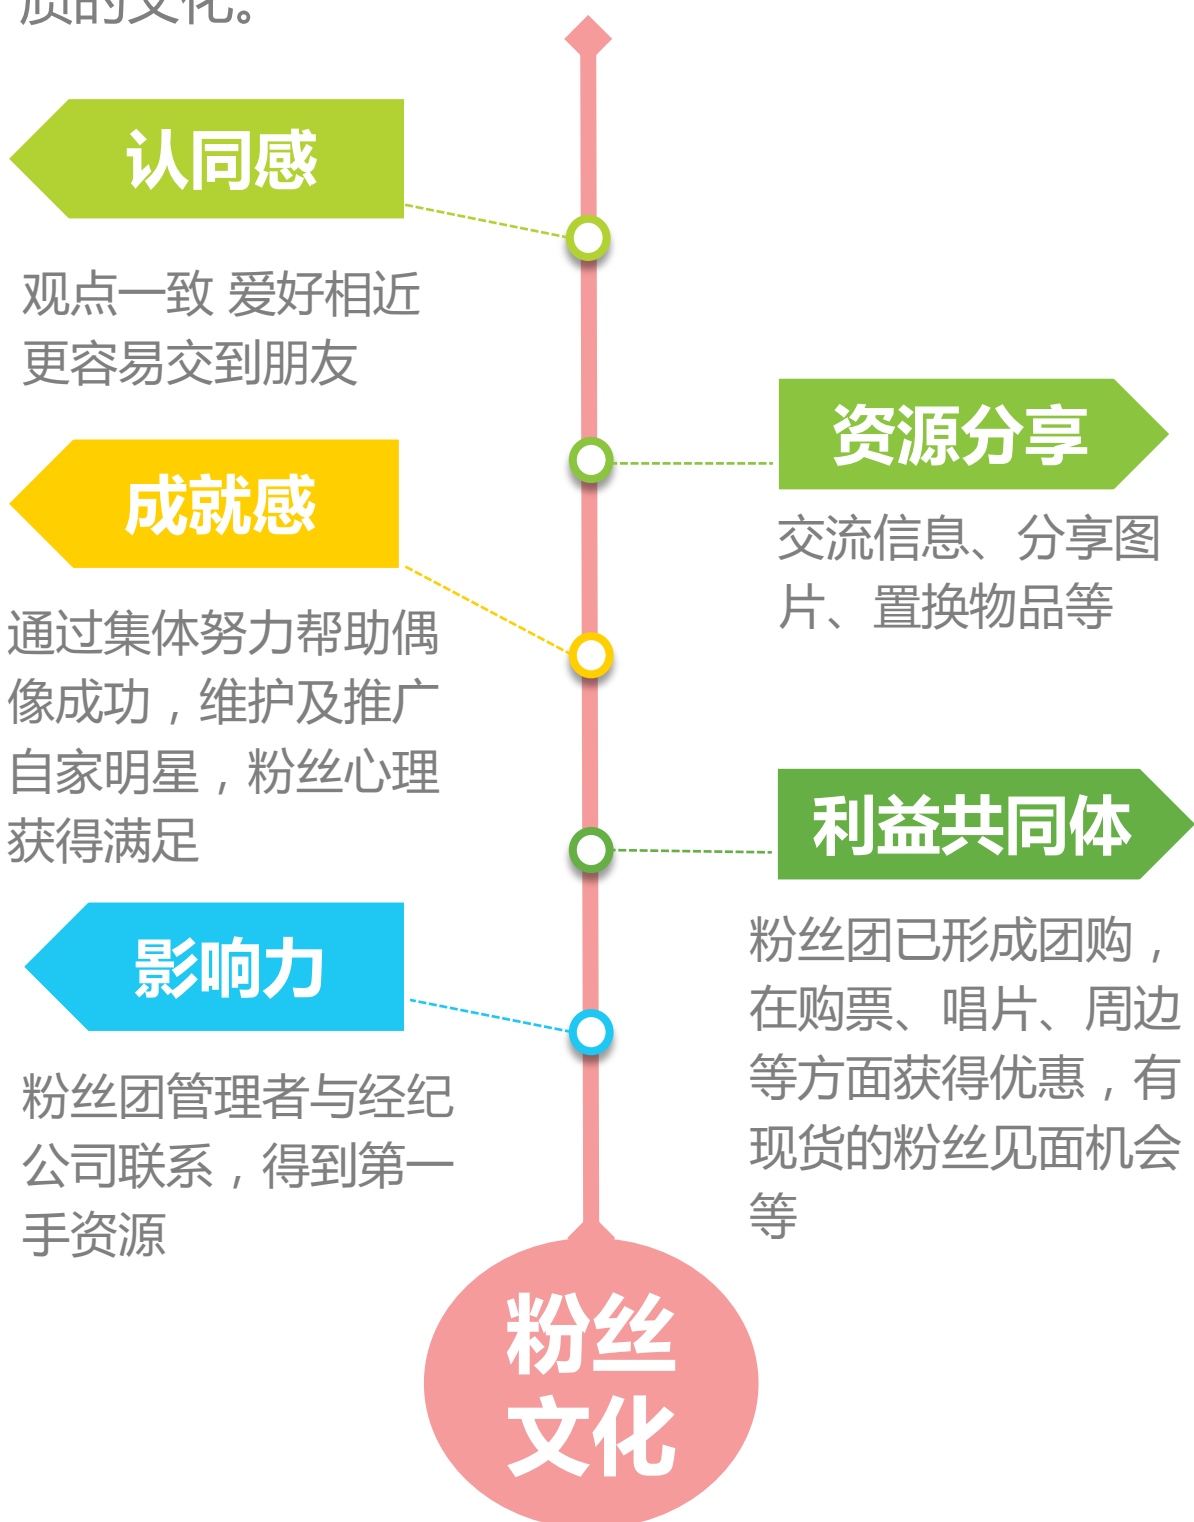 质的文化。
认同感
观点一致 爱好相近
更容易交到朋友
资源分享
交流信息、分享图
片、置换物品等
成就感
通过集体努力帮助偶
像成功，维护及推广
自家明星，粉丝心理
获得满足
利益共同体
粉丝团已形成团购，
在购票、唱片、周边
等方面获得优惠，有
现货的粉丝见面机会
等
影响力
粉丝团管理者与经纪
公司联系，得到第一
手资源
粉丝
文化